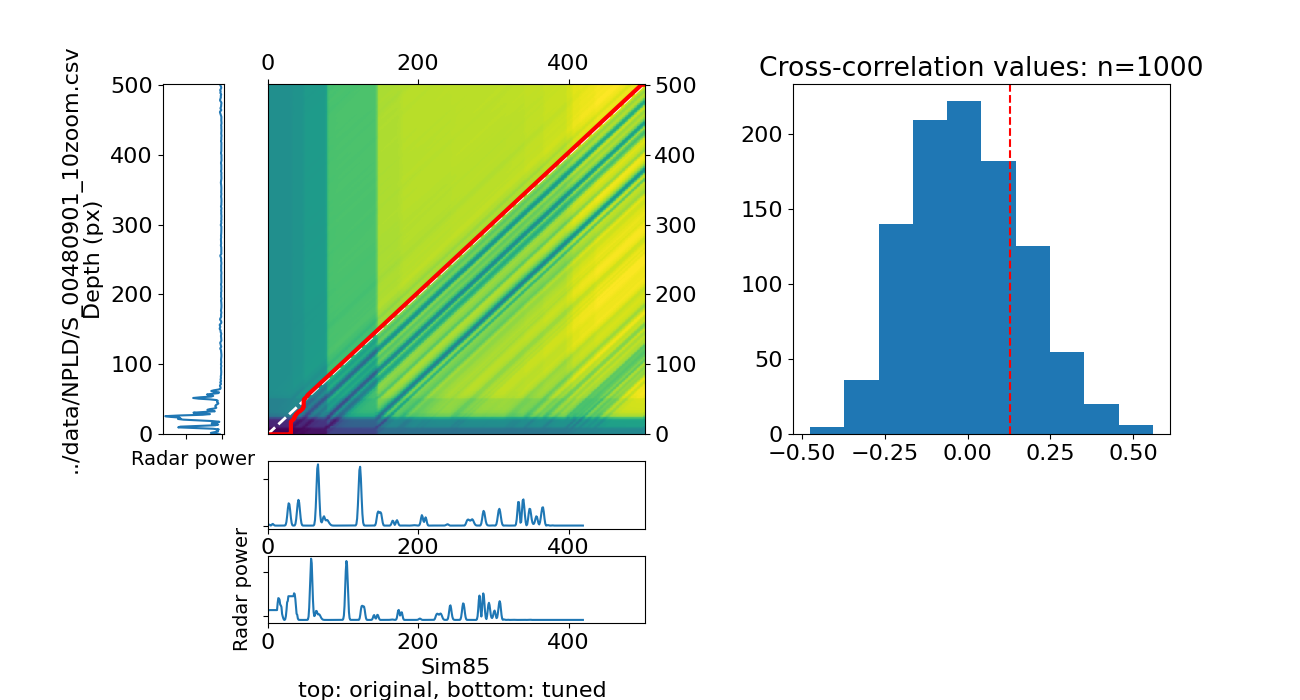 ../data/NPLD/S_00480901_10zoom.csv
Depth (px)
500
400
300
200
100
0
Radar power
0 200 400
500
400
300
200
100
0
0 200 400
Radar power
0 200 400
Sim85
top: original, bottom: tuned
Cross-correlation values: n=1000
200
150
100
50
0
−0.50 −0.25 0.00 0.25 0.50